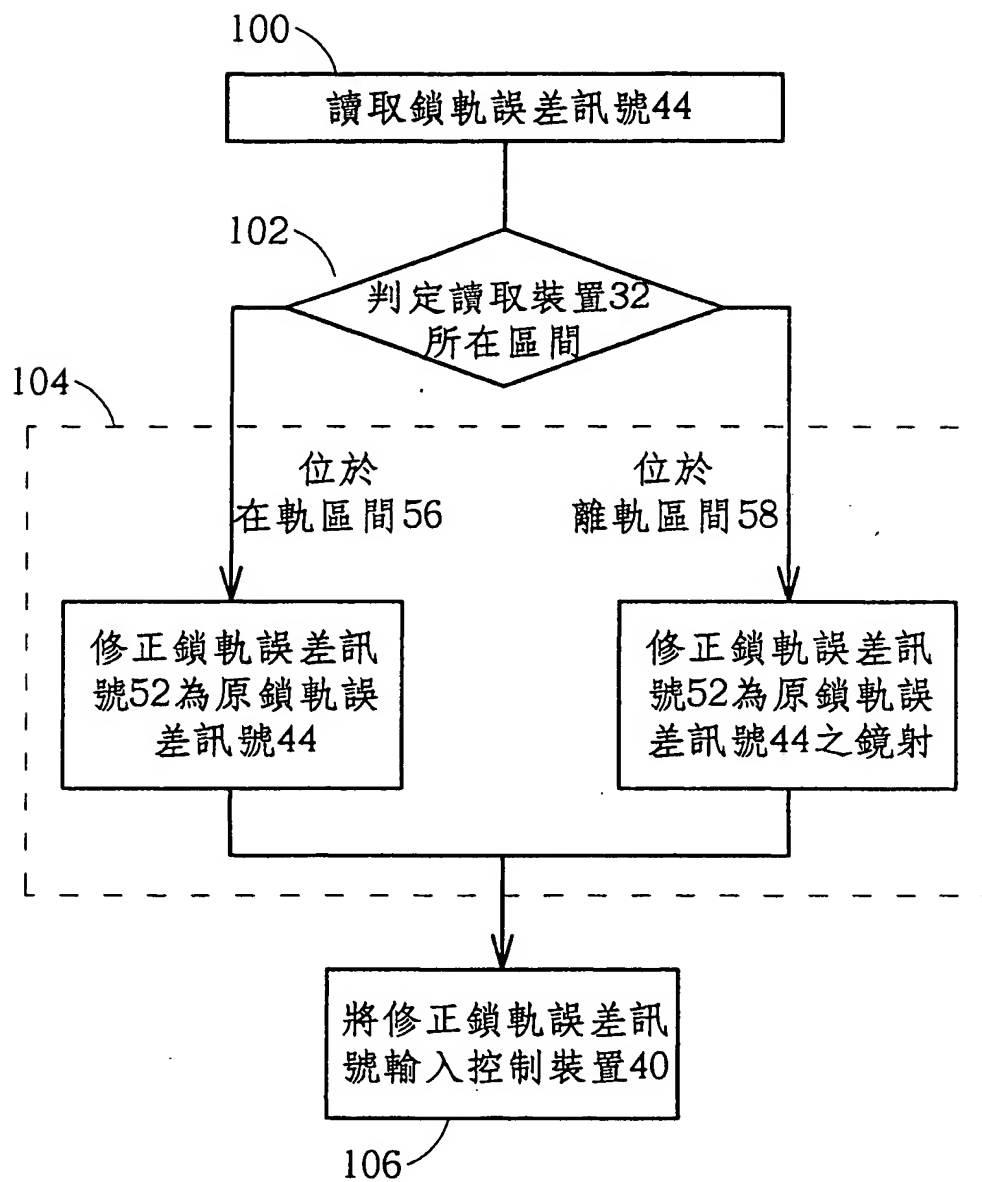 100
讀取鎖軌誤差訊號44
102
判定讀取裝置32
所在區間
104
位於
在軌區間56
位於
離軌區間58
修正鎖軌誤差訊
號52為原鎖軌誤
差訊號44
修正鎖軌誤差訊
號52為原鎖軌誤
差訊號44之鏡射
將修正鎖軌誤差訊
號輸入控制裝置40
106